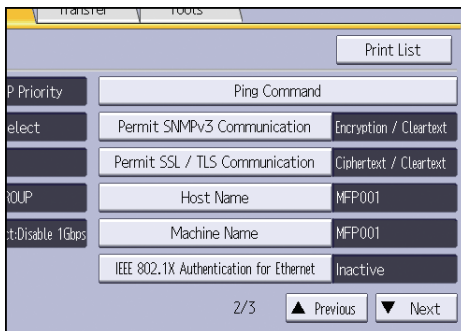 Transfer Tools
Print List
P Priority Ping Command
elect Permit SNMPv3 Communication Encryption / Cleartext
Permit SSL / TLS Communication Ciphertext / Cleartext
ROUP Host Name MFP001
ct:Disable 1Gbps Machine Name MFP001
IEEE 802.1X Authentication for Ethernet Inactive
2/3 ▲ Previous ▼ Next